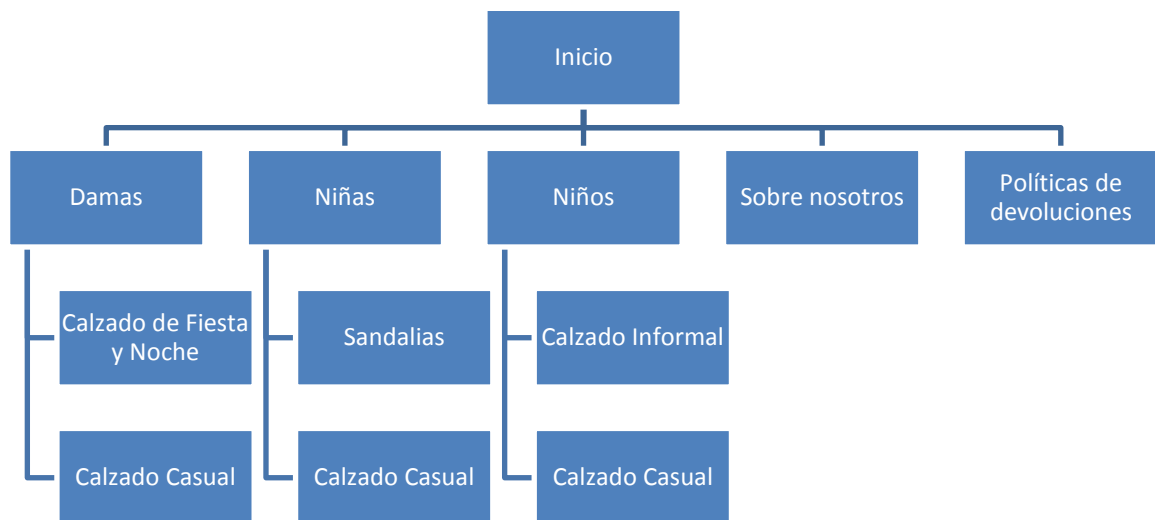 Inicio
Damas
Niñas
Niños
Sobre nosotros
Políticas de
devoluciones
Calzado de Fiesta
y Noche
Sandalias
Calzado Informal
Calzado Casual
Calzado Casual
Calzado Casual